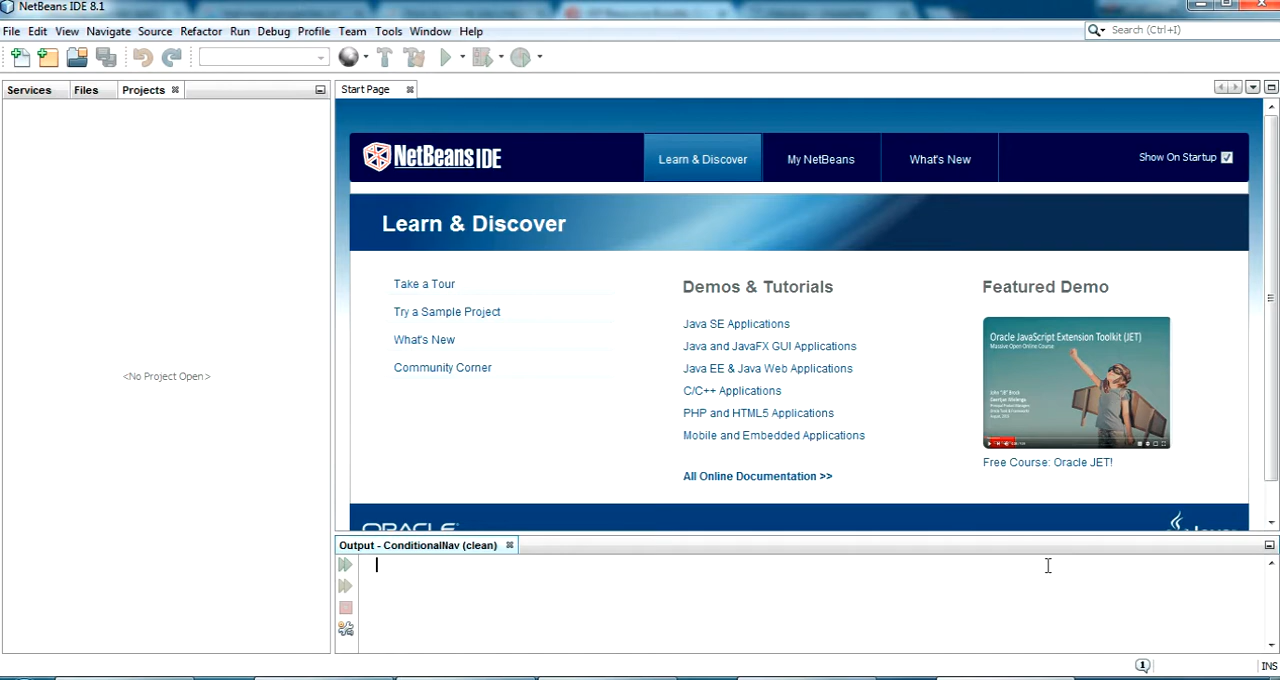 NetBeans IDE 8.1
File Edit View Navigate Source Refactor Run Debug Profile Team Tools Window Help
Search (Ctrl+I)
Services Files Projects
Start Page
NetBeans IDE
Learn & Discover
My NetBeans
What's New
Show On Startup
Learn & Discover
Take a Tour
Try a Sample Project
What's New
Community Corner
Demos & Tutorials
Java SE Applications
Java and JavaFX GUI Applications
Java EE & Java Web Applications
C/C++ Applications
PHP and HTML5 Applications
Mobile and Embedded Applications
All Online Documentation >>
Featured Demo
Oracle JavaScript Extension Toolkit (JET)
Massive Open Online Course
Free Course: Oracle JET!
<No Project Open>
ORACLE
Java
Output - ConditionalNav (clean)
1
INS